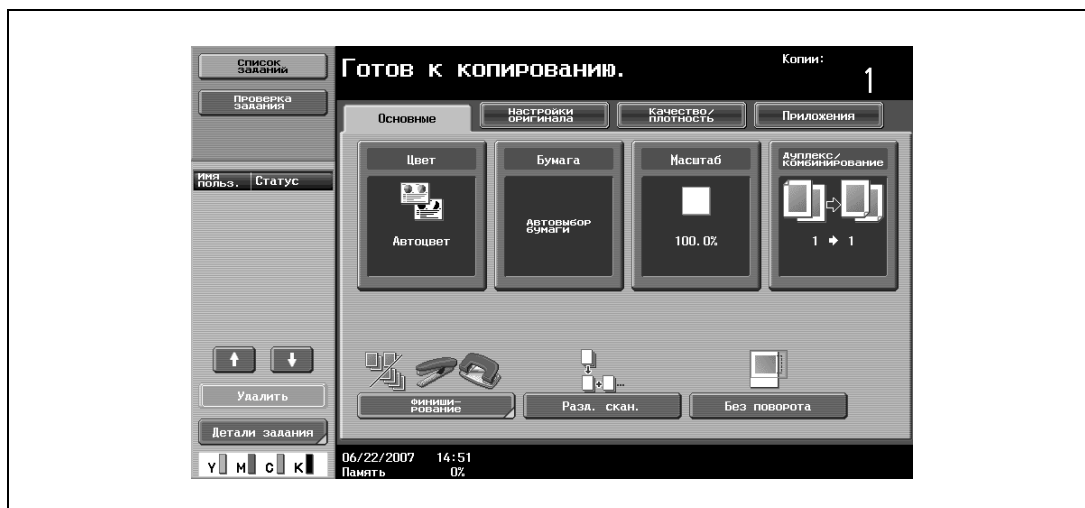 Список
заданий
Проверка
задания
Имя
польз.
Статус
Удалить
Детали задания
Y M C K
Готов к копированию.
Копии:
1
Основные
Настройки
оригинала
Качество/
плотность
Приложения
Цвет
Автоцвет
Бумага
Автовыбор
бумаги
Масштаб
100.0%
Дуплекс/
Комбинирование
1 → 1
Финиши-
рование
Разд. скан.
Без поворота
06/22/2007 14:51
Память 0%